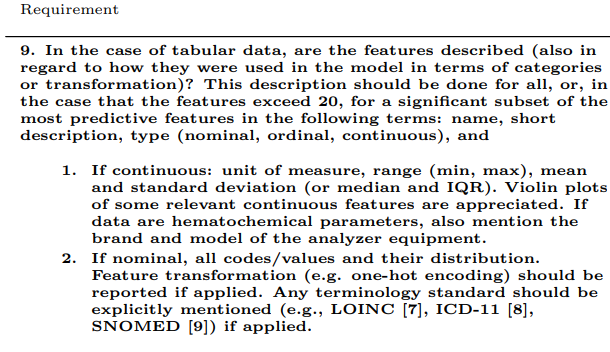 Requirement
9. In the case of tabular data, are the features described (also in
regard to how they were used in the model in terms of categories
or transformation)? This description should be done for all, or, in
the case that the features exceed 20, for a significant subset of the
most predictive features in the following terms: name, short
description, type (nominal, ordinal, continuous), and
1. If continuous: unit of measure, range (min, max), mean
and standard deviation (or median and IQR). Violin plots
of some relevant continuous features are appreciated. If
data are hematochemical parameters, also mention the
brand and model of the analyzer equipment.
2. If nominal, all codes/values and their distribution.
Feature transformation (e.g. one-hot encoding) should be
reported if applied. Any terminology standard should be
explicitly mentioned (e.g., LOINC [7], ICD-11 [8],
SNOMED [9]) if applied.